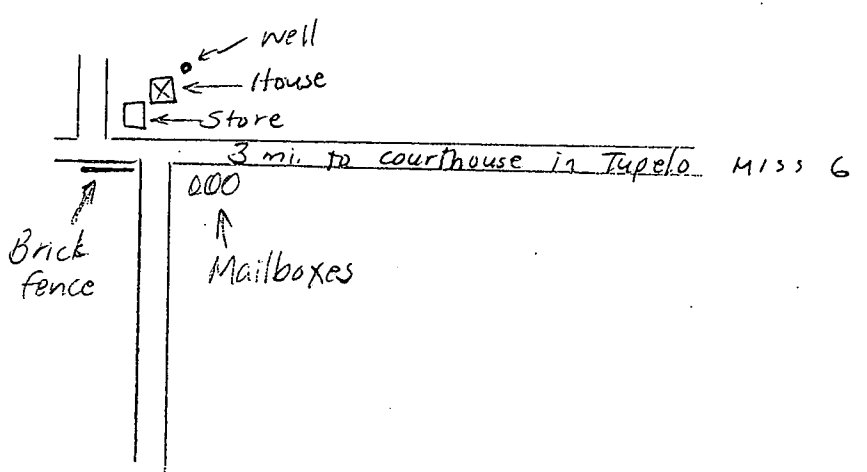 Well
House
Store
3 mi. to courthouse in Tupelo Miss 6
Brick
fence
Mailboxes